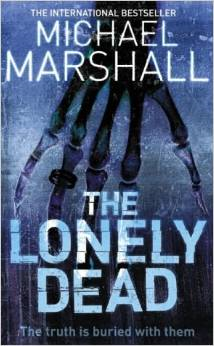 THE INTERNATIONAL BESTSELLER
MICHAEL
MARSHALL
THE
LONELY
DEAD
The truth is buried with them